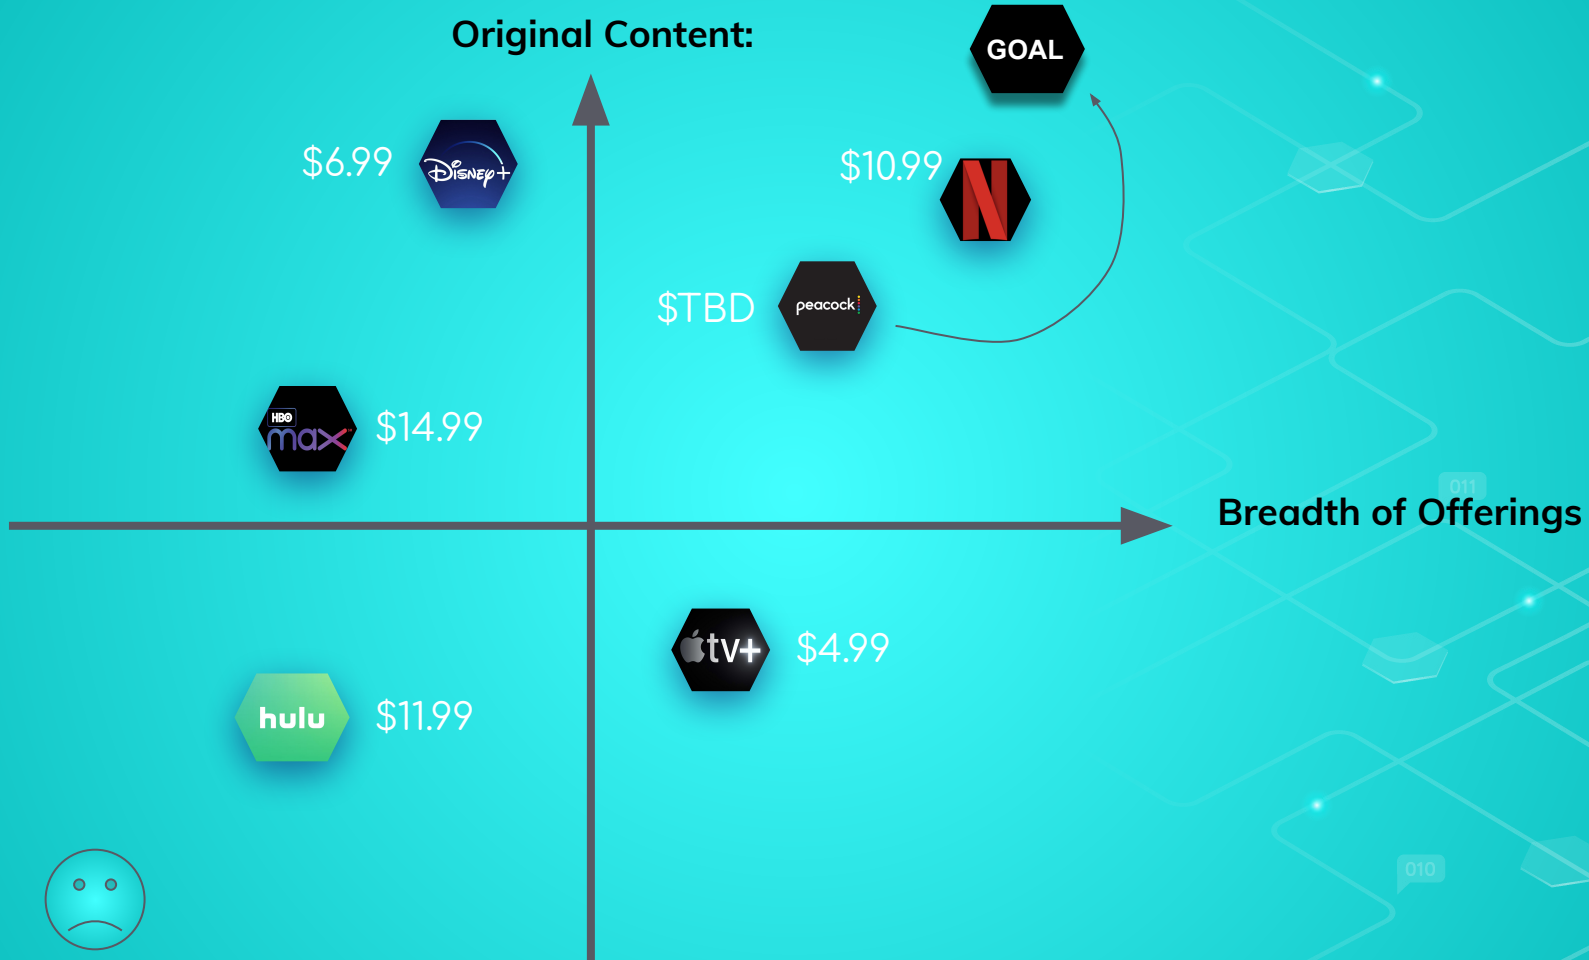 Original Content:
GOAL
$6.99
Disney+
$10.99
N
$TBD
peacock
HBO
max
$14.99
011
Breadth of Offerings
tv+
$4.99
hulu
$11.99
010